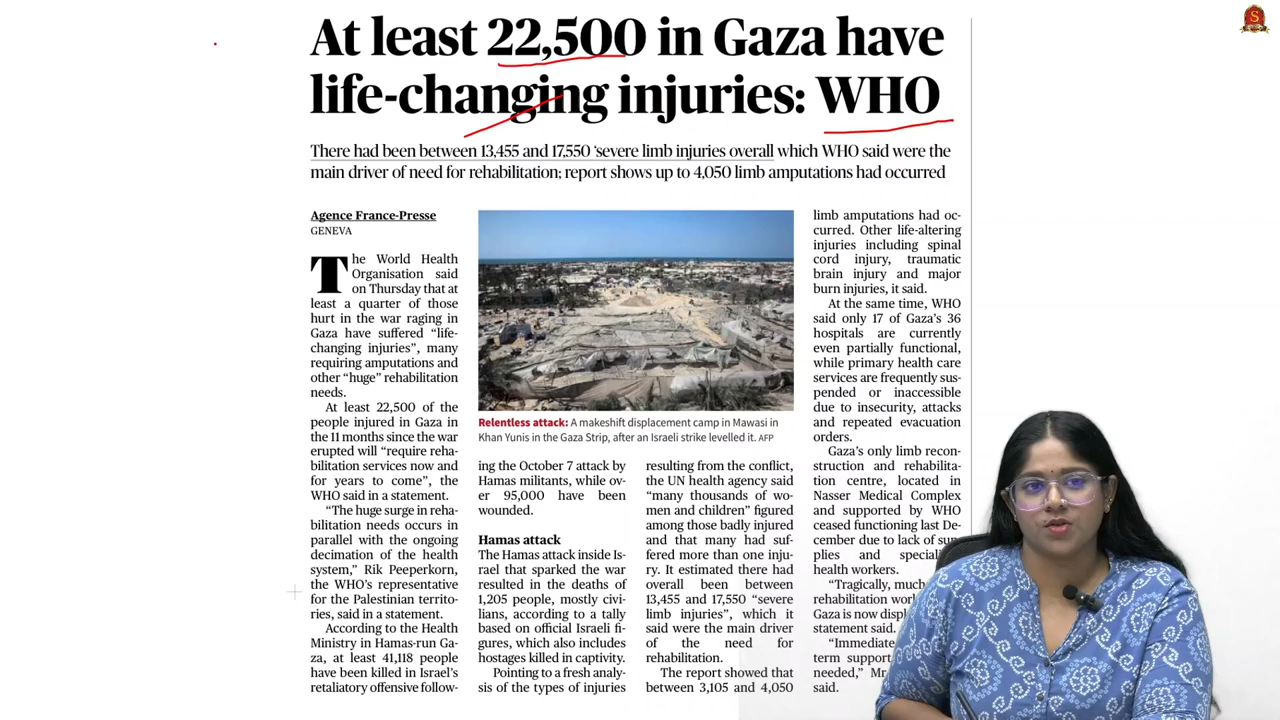 At least 22,500 in Gaza have
life-changing injuries: WHO
There had been between 13,455 and 17,550 ‘severe limb injuries overall which WHO said were the
main driver of need for rehabilitation; report shows up to 4,050 limb amputations had occurred
Agence France-Presse
GENEVA
The World Health
Organisation said
on Thursday that at
least a quarter of those
hurt in the war raging in
Gaza have suffered “life-
changing injuries”, many
requiring amputations and
other “huge” rehabilitation
needs.
At least 22,500 of the
people injured in Gaza in
the 11 months since the war
erupted will “require reha-
bilitation services now and
for years to come”, the
WHO said in a statement.
“The huge surge in reha-
bilitation needs occurs in
parallel with the ongoing
decimation of the health
system,” Rik Peeperkorn,
the WHO’s representative
for the Palestinian territo-
ries, said in a statement.
According to the Health
Ministry in Hamas-run Ga-
za, at least 41,118 people
have been killed in Israel’s
retaliatory offensive follow-
Relentless attack: A makeshift displacement camp in Mawasi in
Khan Yunis in the Gaza Strip, after an Israeli strike levelled it. AFP
ing the October 7 attack by
Hamas militants, while ov-
er 95,000 have been
wounded.
Hamas attack
The Hamas attack inside Is-
rael that sparked the war
resulted in the deaths of
1,205 people, mostly civi-
lians, according to a tally
based on official Israeli fi-
gures, which also includes
hostages killed in captivity.
Pointing to a fresh analy-
sis of the types of injuries
resulting from the conflict,
the UN health agency said
“many thousands of wo-
men and children” figured
among those badly injured
and that many had suf-
fered more than one inju-
ry. It estimated there had
overall been between
13,455 and 17,550 “severe
limb injuries”, which it
said were the main driver
of the need for
rehabilitation.
The report showed that
between 3,105 and 4,050
limb amputations had oc-
curred. Other life-altering
injuries including spinal
cord injury, traumatic
brain injury and major
burn injuries, it said.
At the same time, WHO
said only 17 of Gaza’s 36
hospitals are currently
even partially functional,
while primary health care
services are frequently sus-
pended or inaccessible
due to insecurity, attacks
and repeated evacuation
orders.
Gaza’s only limb recon-
struction and rehabilita-
tion centre, located in
Nasser Medical Complex
and supported by WHO
ceased functioning last De-
cember due to lack of
plies and
health workers.
“Tragically, much
rehabilitation
Gaza is now
statement said.
“Immediate
term support
needed,”
said.